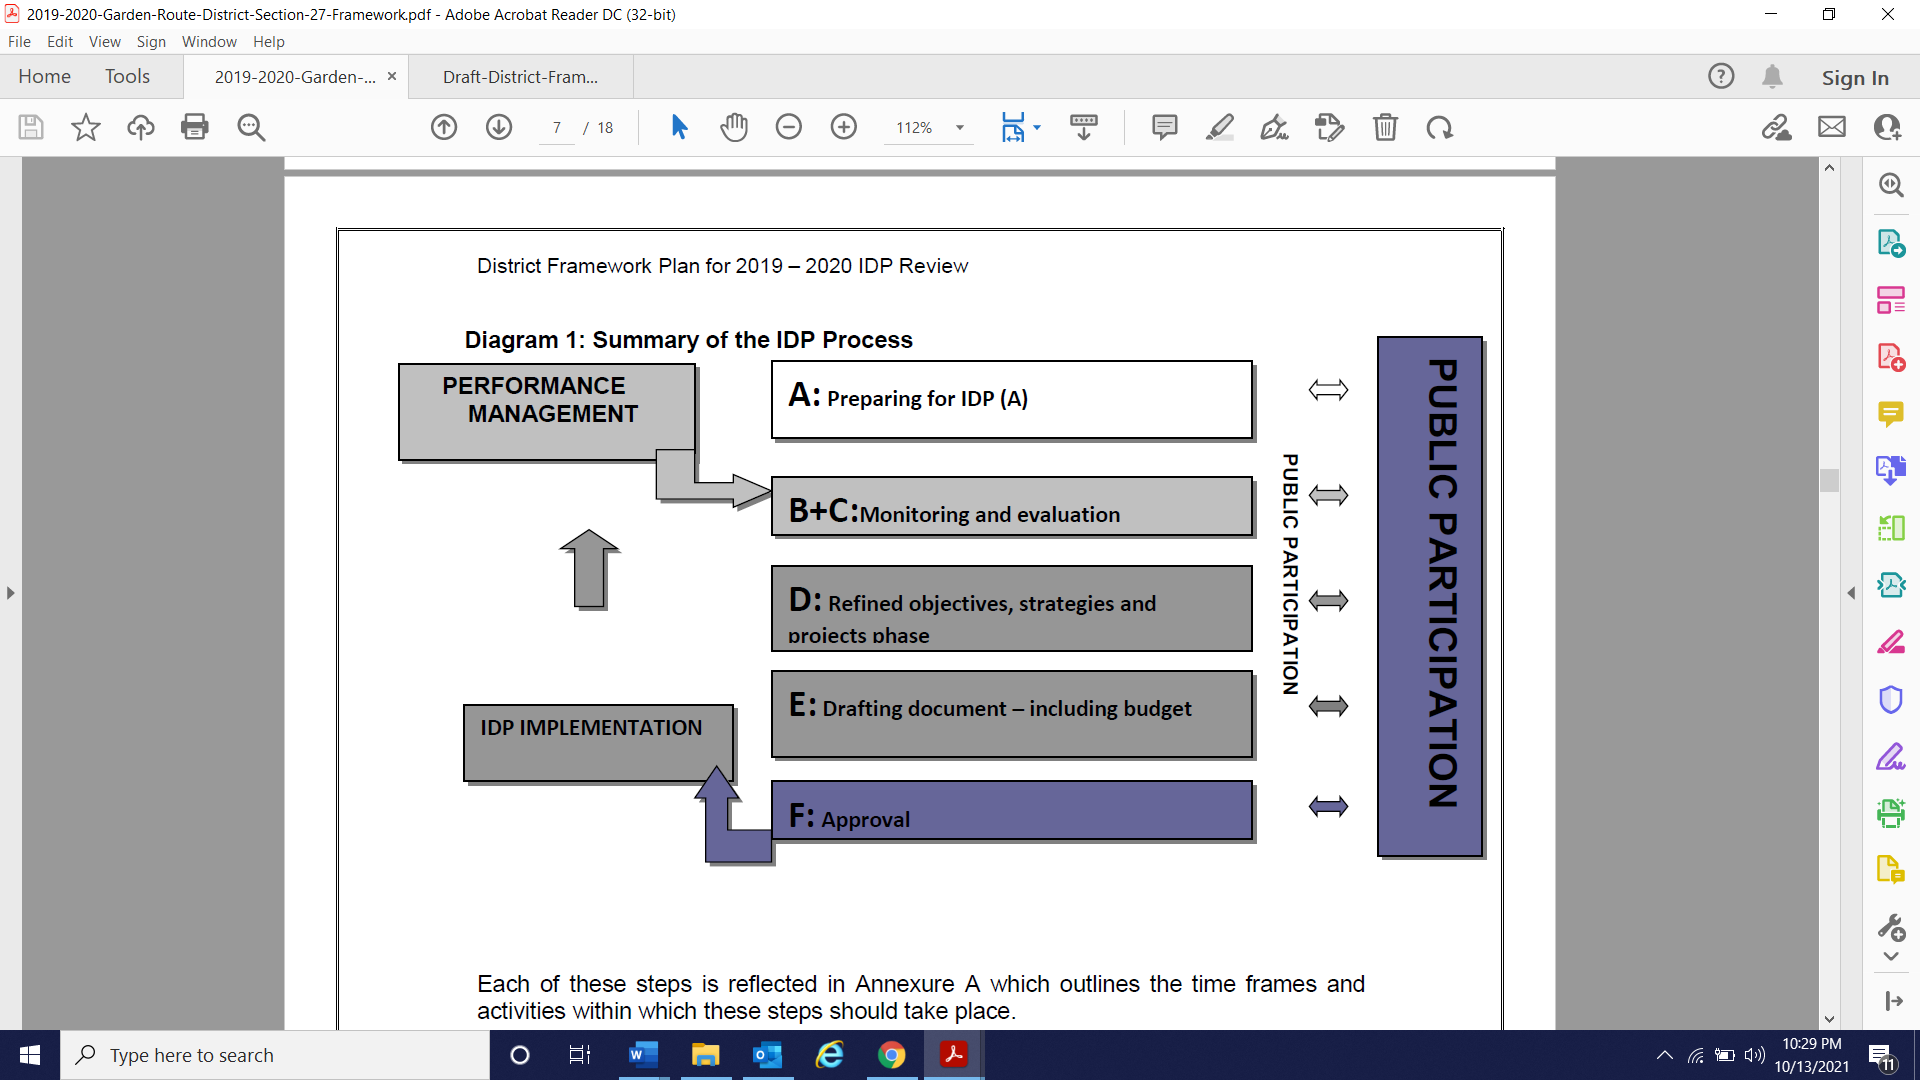 2019-2020-Garden-Route-District-Section-27-Framework.pdf - Adobe Acrobat Reader DC (32-bit)
File Edit View Sign Window Help
Home Tools 2019-2020-Garden-... × Draft-District-Fram... Sign In
7 / 18 112%
District Framework Plan for 2019 – 2020 IDP Review
Diagram 1: Summary of the IDP Process
PERFORMANCE
MANAGEMENT
A: Preparing for IDP (A)
B+C:Monitoring and evaluation
D: Refined objectives, strategies and
projects phase
E: Drafting document – including budget
IDP IMPLEMENTATION
F: Approval
PUBLIC PARTICIPATION
PUBLIC PARTICIPATION
Each of these steps is reflected in Annexure A which outlines the time frames and
activities within which these steps should take place.
Type here to search
10:29 PM
10/13/2021
11